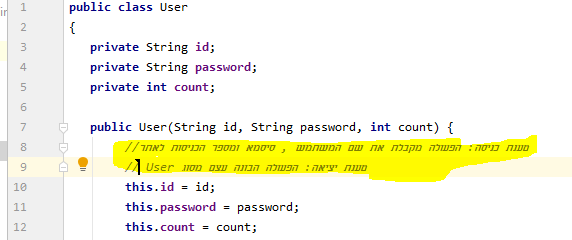 1 public class User
2 {
3 private String id;
4 private String password;
5 private int count;
6
7 public User(String id, String password, int count) {
8 //טענת כניסה: הפעולה מקבלת את שם המשתמש , סיסמא ומספר הכניסות לאתר
9 // טענת יציאה: הפעולה הבונה עצם מסוג User
10 this.id = id;
11 this.password = password;
12 this.count = count;